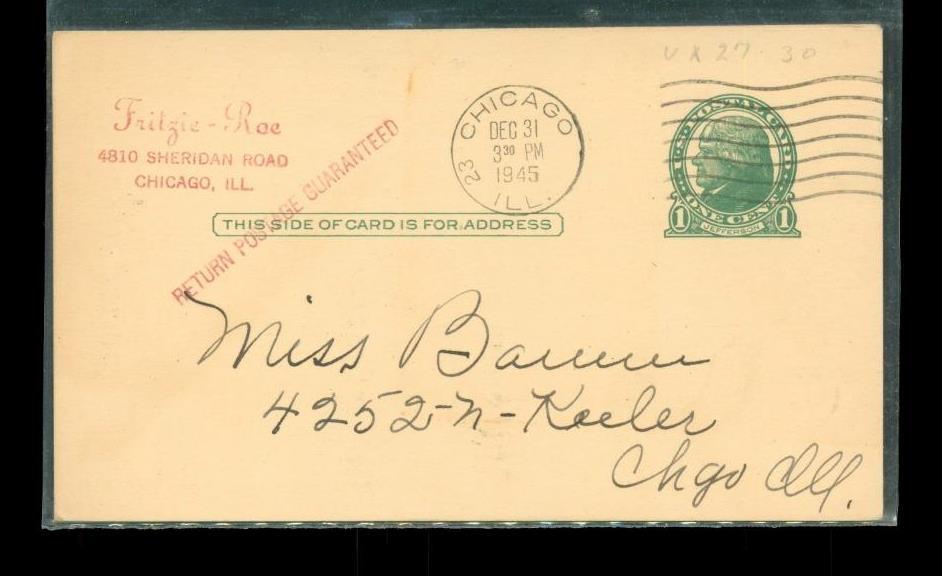 UX27 . 30
Fritzie - Roe
4810 SHERIDAN ROAD
CHICAGO, ILL.
RETURN POSTAGE GUARANTEED
CHICAGO
23
DEC 31
3 30 PM
1945
ILL.
U.S. POSTAL CARD
ONE CENT
1 1
JEFFERSON
THIS SIDE OF CARD IS FOR ADDRESS
Miss
4252-N-Keeler
Chgo Ill.